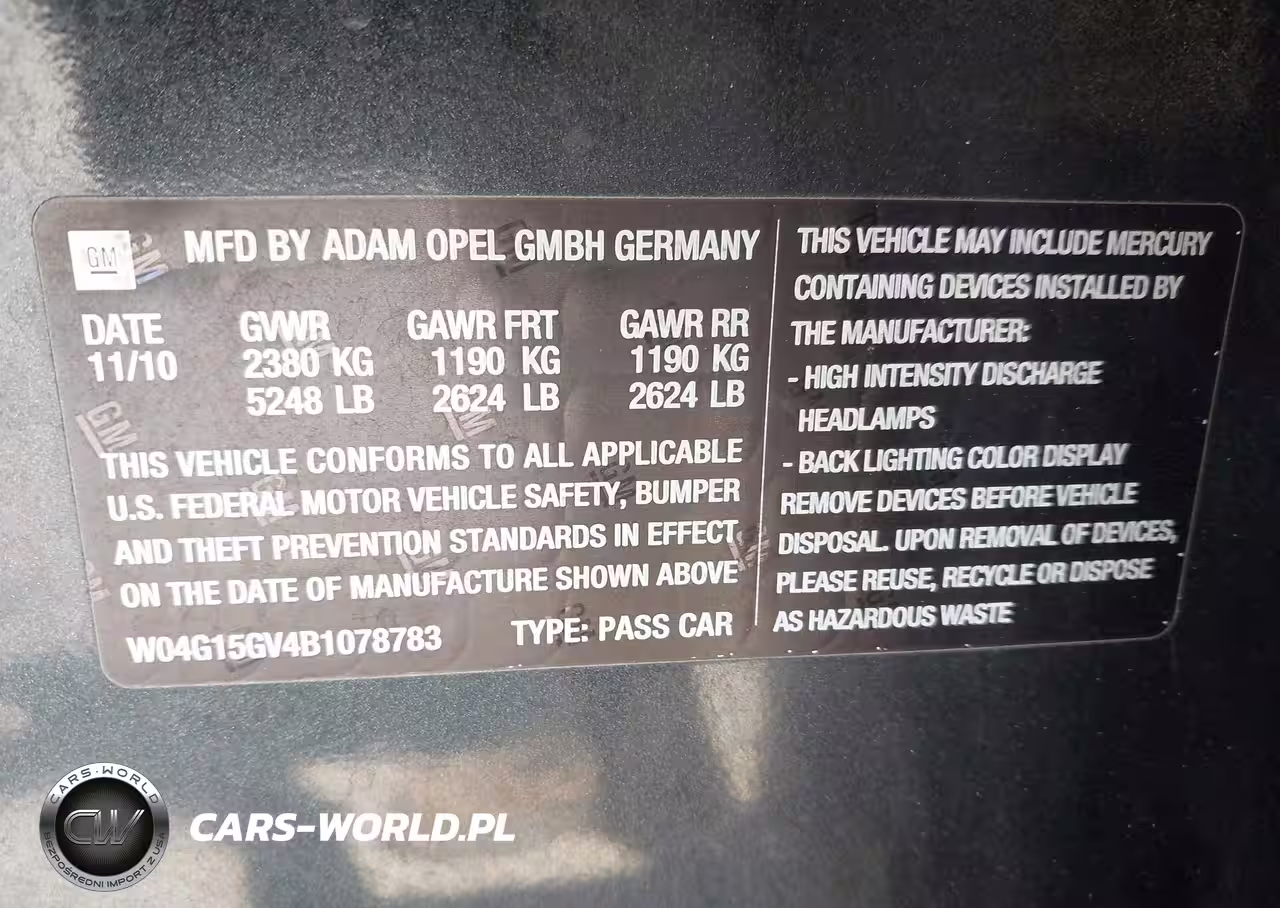 GM
MFD BY ADAM OPEL GMBH GERMANY
DATE GVWR GAWR FRT GAWR RR
11/10 2380 KG 1190 KG 1190 KG
5248 LB 2624 LB 2624 LB
THIS VEHICLE CONFORMS TO ALL APPLICABLE
U.S. FEDERAL MOTOR VEHICLE SAFETY, BUMPER
AND THEFT PREVENTION STANDARDS IN EFFECT
ON THE DATE OF MANUFACTURE SHOWN ABOVE
W04G15GV4B1078783 TYPE: PASS CAR
THIS VEHICLE MAY INCLUDE MERCURY
CONTAINING DEVICES INSTALLED BY
THE MANUFACTURER:
- HIGH INTENSITY DISCHARGE
HEADLAMPS
- BACK LIGHTING COLOR DISPLAY
REMOVE DEVICES BEFORE VEHICLE
DISPOSAL. UPON REMOVAL OF DEVICES,
PLEASE REUSE, RECYCLE OR DISPOSE
AS HAZARDOUS WASTE
CARS-WORLD
CW
BEZPOŚREDNI IMPORT Z USA
CARS-WORLD.PL